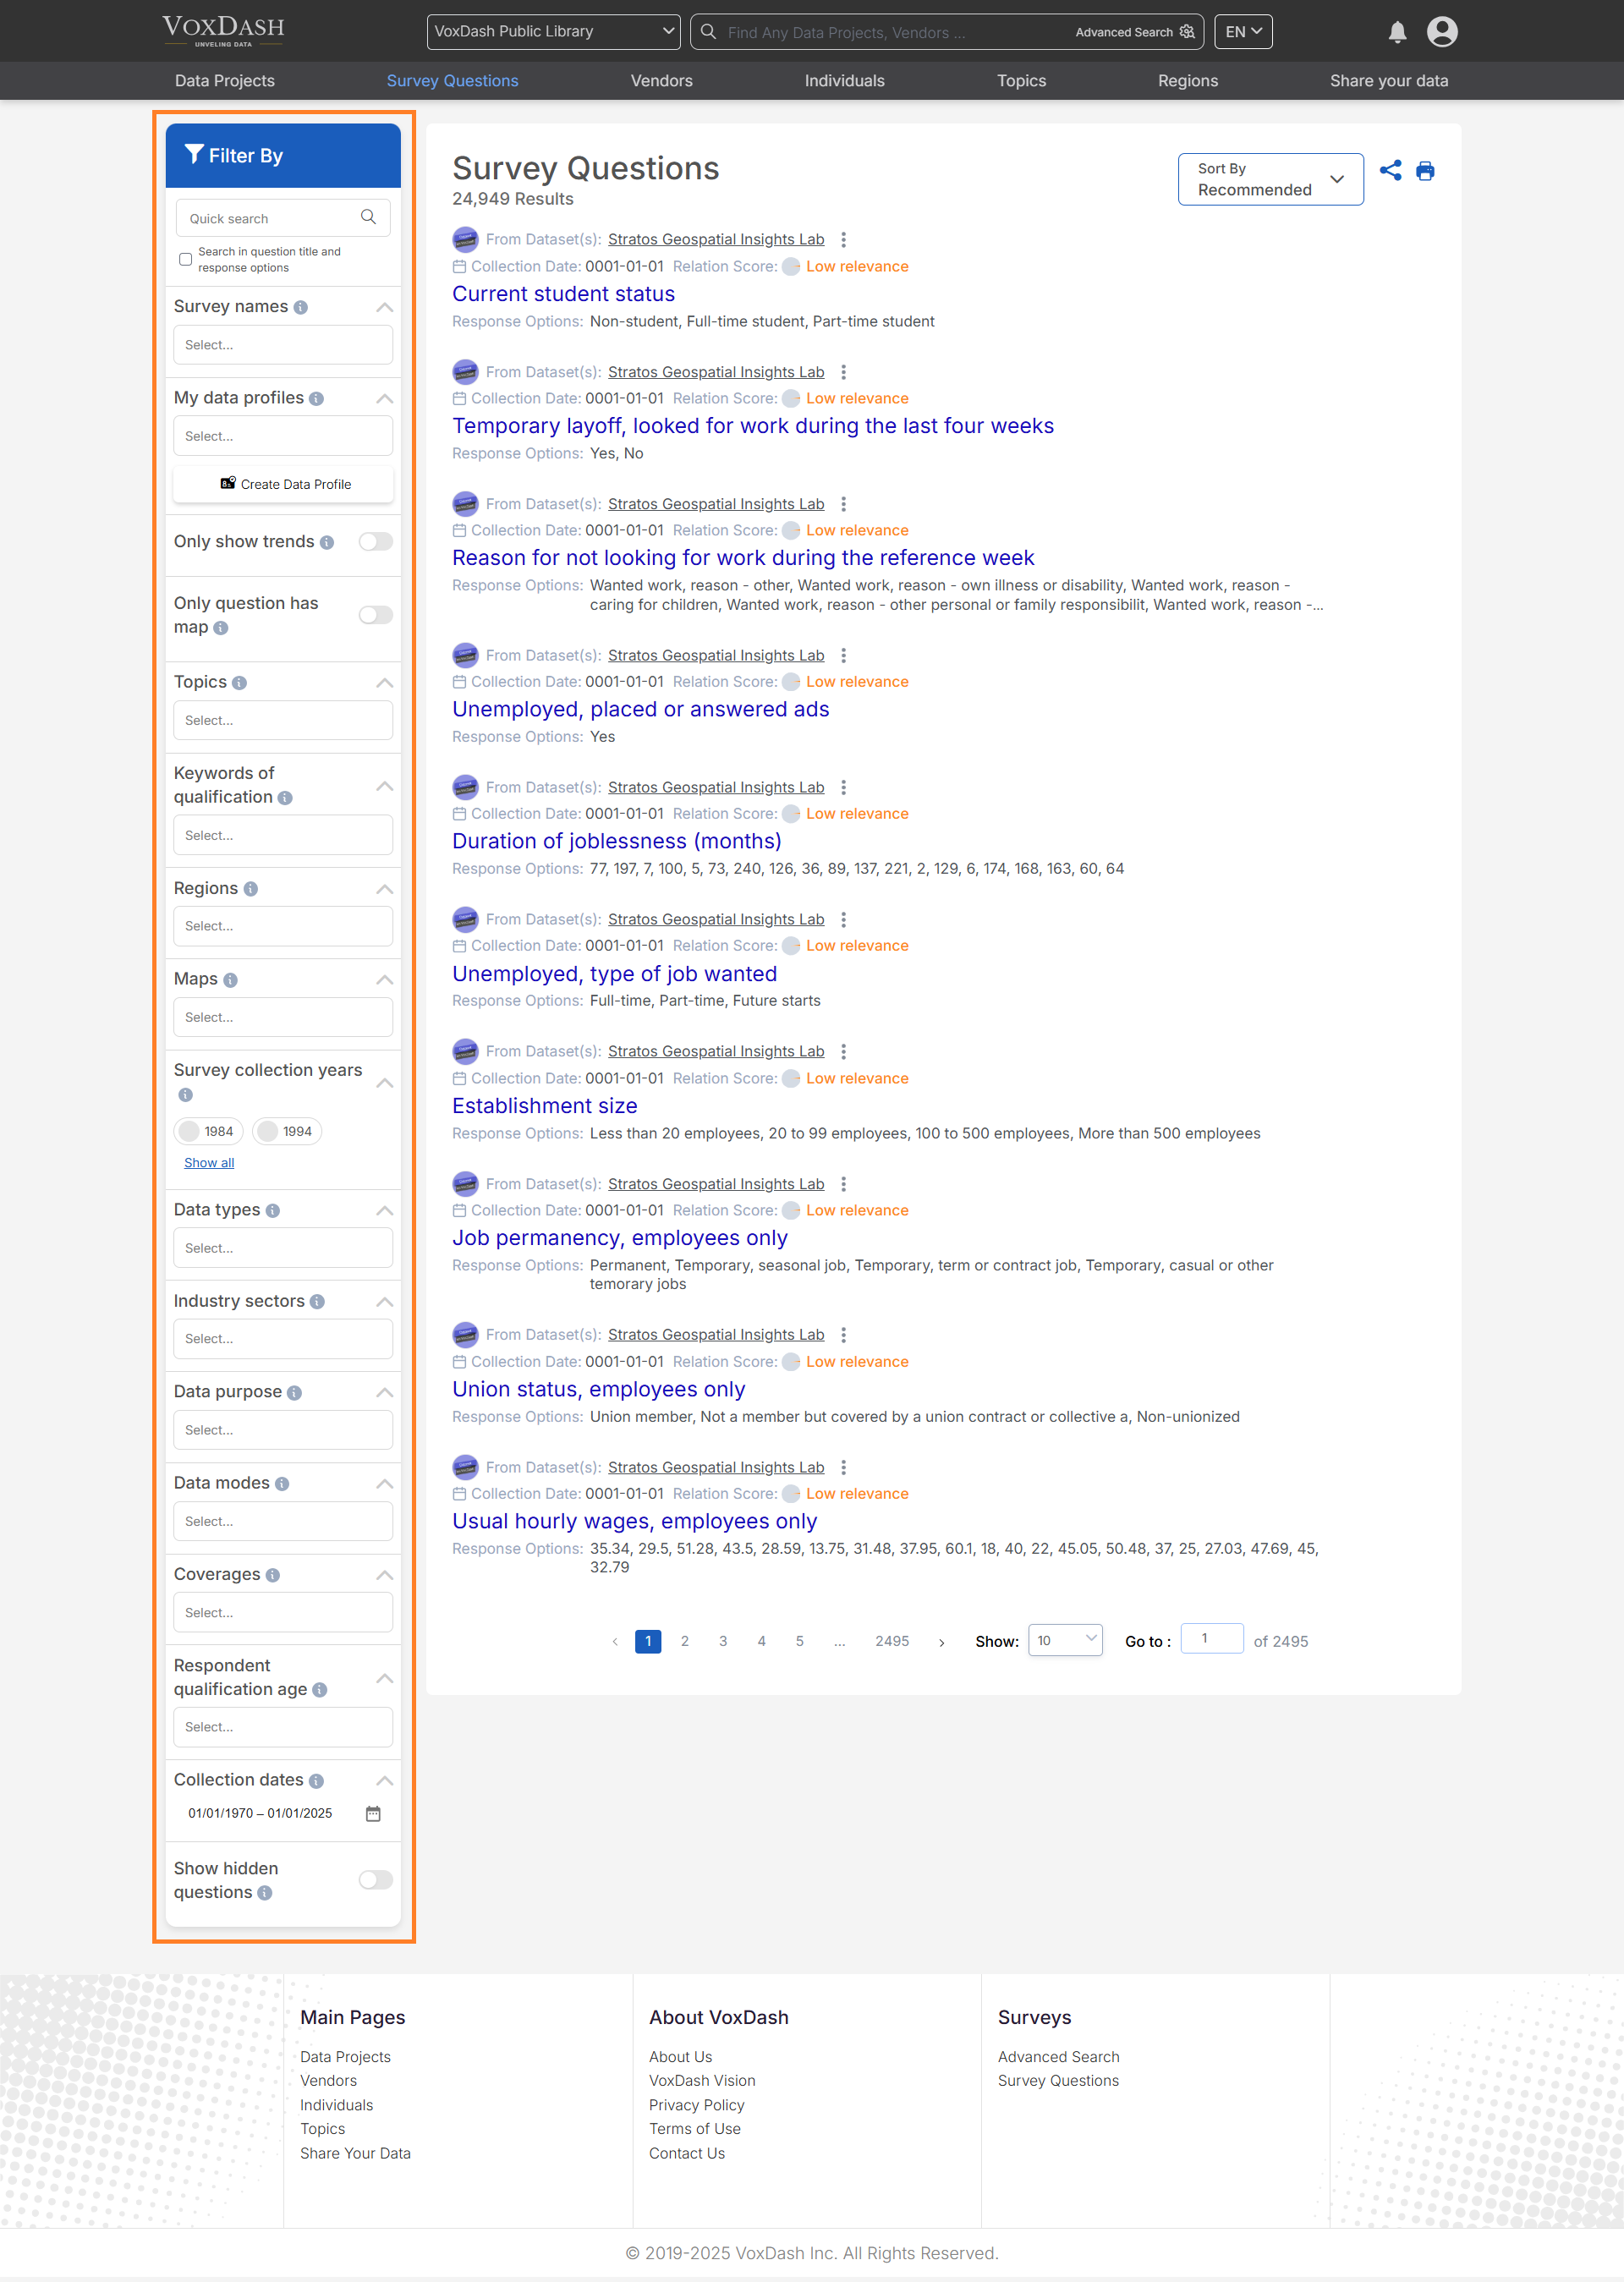 VOXDASH
UNVELING DATA
VoxDash Public Library
Find Any Data Projects, Vendors ...
Advanced Search
EN
Data Projects
Survey Questions
Vendors
Individuals
Topics
Regions
Share your data
Filter By
Quick search
Search in question title and
response options
Survey names
Select...
My data profiles
Select...
Create Data Profile
Only show trends
Only question has
map
Topics
Select...
Keywords of
qualification
Select...
Regions
Select...
Maps
Select...
Survey collection years
1984
1994
Show all
Data types
Select...
Industry sectors
Select...
Data purpose
Select...
Data modes
Select...
Coverages
Select...
Respondent
qualification age
Select...
Collection dates
01/01/1970 – 01/01/2025
Show hidden
questions
Survey Questions
24,949 Results
Sort By
Recommended
From Dataset(s): Stratos Geospatial Insights Lab
Collection Date: 0001-01-01 Relation Score: Low relevance
Current student status
Response Options: Non-student, Full-time student, Part-time student
From Dataset(s): Stratos Geospatial Insights Lab
Collection Date: 0001-01-01 Relation Score: Low relevance
Temporary layoff, looked for work during the last four weeks
Response Options: Yes, No
From Dataset(s): Stratos Geospatial Insights Lab
Collection Date: 0001-01-01 Relation Score: Low relevance
Reason for not looking for work during the reference week
Response Options: Wanted work, reason - other, Wanted work, reason - own illness or disability, Wanted work, reason -
caring for children, Wanted work, reason - other personal or family responsibilit, Wanted work, reason -...
From Dataset(s): Stratos Geospatial Insights Lab
Collection Date: 0001-01-01 Relation Score: Low relevance
Unemployed, placed or answered ads
Response Options: Yes
From Dataset(s): Stratos Geospatial Insights Lab
Collection Date: 0001-01-01 Relation Score: Low relevance
Duration of joblessness (months)
Response Options: 77, 197, 7, 100, 5, 73, 240, 126, 36, 89, 137, 221, 2, 129, 6, 174, 168, 163, 60, 64
From Dataset(s): Stratos Geospatial Insights Lab
Collection Date: 0001-01-01 Relation Score: Low relevance
Unemployed, type of job wanted
Response Options: Full-time, Part-time, Future starts
From Dataset(s): Stratos Geospatial Insights Lab
Collection Date: 0001-01-01 Relation Score: Low relevance
Establishment size
Response Options: Less than 20 employees, 20 to 99 employees, 100 to 500 employees, More than 500 employees
From Dataset(s): Stratos Geospatial Insights Lab
Collection Date: 0001-01-01 Relation Score: Low relevance
Job permanency, employees only
Response Options: Permanent, Temporary, seasonal job, Temporary, term or contract job, Temporary, casual or other
temorary jobs
From Dataset(s): Stratos Geospatial Insights Lab
Collection Date: 0001-01-01 Relation Score: Low relevance
Union status, employees only
Response Options: Union member, Not a member but covered by a union contract or collective a, Non-unionized
From Dataset(s): Stratos Geospatial Insights Lab
Collection Date: 0001-01-01 Relation Score: Low relevance
Usual hourly wages, employees only
Response Options: 35.34, 29.5, 51.28, 43.5, 28.59, 13.75, 31.48, 37.95, 60.1, 18, 40, 22, 45.05, 50.48, 37, 25, 27.03, 47.69, 45,
32.79
‹ 1 2 3 4 5 ... 2495 › Show: 10 Go to : 1 of 2495
Main Pages
Data Projects
Vendors
Individuals
Topics
Share Your Data
About VoxDash
About Us
VoxDash Vision
Privacy Policy
Terms of Use
Contact Us
Surveys
Advanced Search
Survey Questions
© 2019-2025 VoxDash Inc. All Rights Reserved.